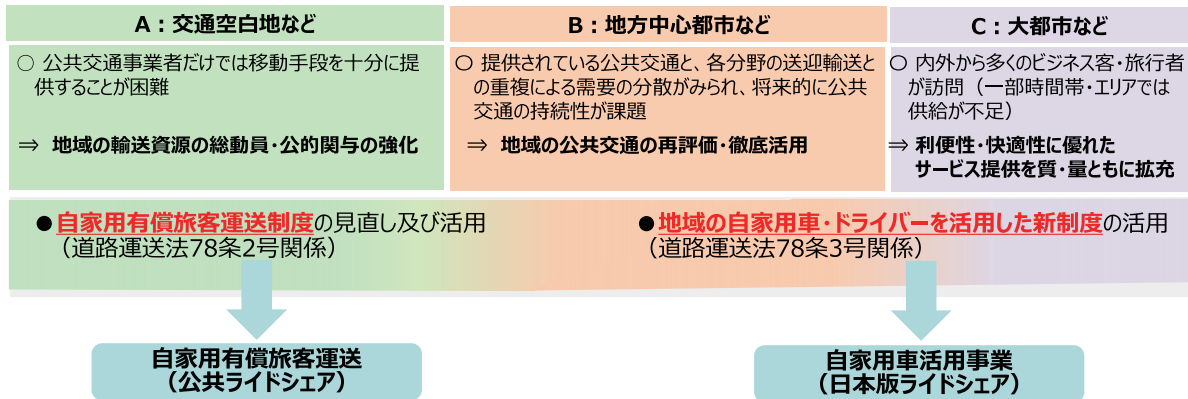 A：交通空白地など
○ 公共交通事業者だけでは移動手段を十分に提
供することが困難
⇒ 地域の輸送資源の総動員・公的関与の強化
B：地方中心都市など
○ 提供されている公共交通と、各分野の送迎輸送と
の重複による需要の分散がみられ、将来的に公共
交通の持続性が課題
⇒ 地域の公共交通の再評価・徹底活用
C：大都市など
○ 内外から多くのビジネス客・旅行者
が訪問（一部時間帯・エリアでは
供給が不足）
⇒ 利便性・快適性に優れた
サービス提供を質・量ともに拡充
●自家用有償旅客運送制度の見直し及び活用
（道路運送法78条2号関係）
●地域の自家用車・ドライバーを活用した新制度の活用
（道路運送法78条3号関係）
自家用有償旅客運送
（公共ライドシェア）
自家用車活用事業
（日本版ライドシェア）